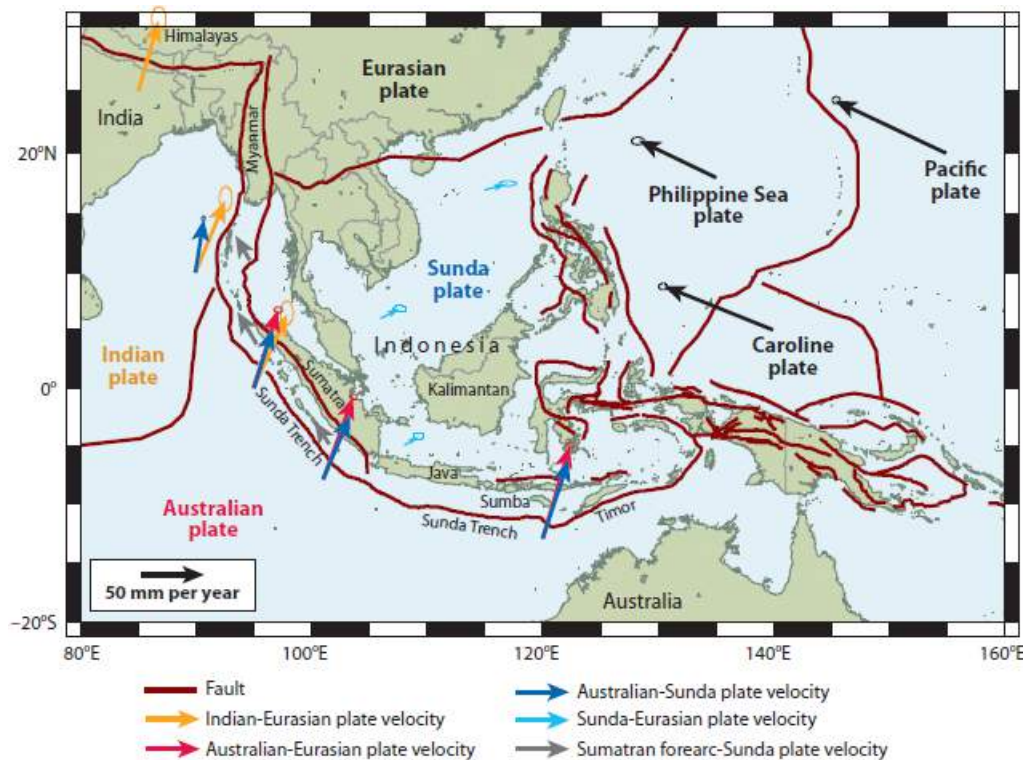 Himalayas
Eurasian
plate
India
Myanmar
20°N
Philippine Sea
plate
Pacific
plate
Sunda
plate
Caroline
plate
Indian
plate
Indonesia
Kalimantan
0°
Sumatra
Sunda Trench
Java
Sumba
Timor
Australian
plate
Sunda Trench
50 mm per year
Australia
–20°S
80°E
100°E
120°E
140°E
160°E
Fault
Indian-Eurasian plate velocity
Australian-Eurasian plate velocity
Australian-Sunda plate velocity
Sunda-Eurasian plate velocity
Sumatran forearc-Sunda plate velocity